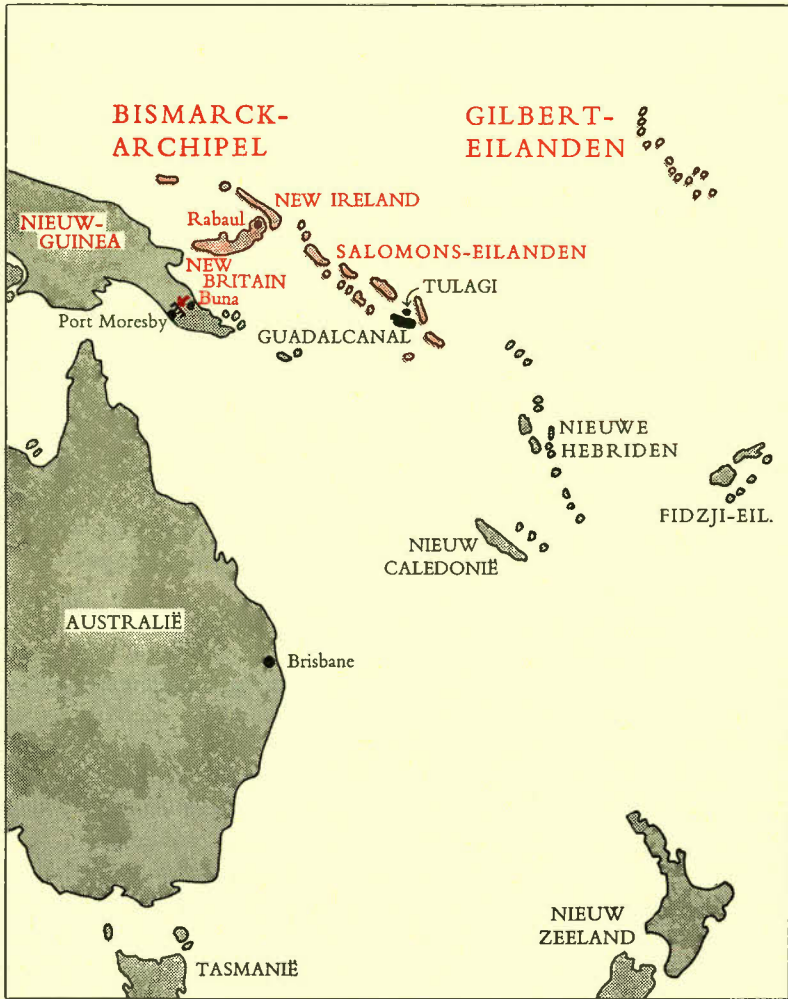 BISMARCK-
ARCHIPEL
GILBERT-
EILANDEN
NEW IRELAND
Rabaul
NIEUW-
GUINEA
SALOMONS-EILANDEN
NEW
BRITAIN
TULAGI
Buna
Port Moresby
GUADALCANAL
NIEUWE
HEBRIDEN
FIDZJI-EIL.
NIEUW
CALEDONIË
AUSTRALIË
Brisbane
NIEUW
ZEELAND
TASMANIË